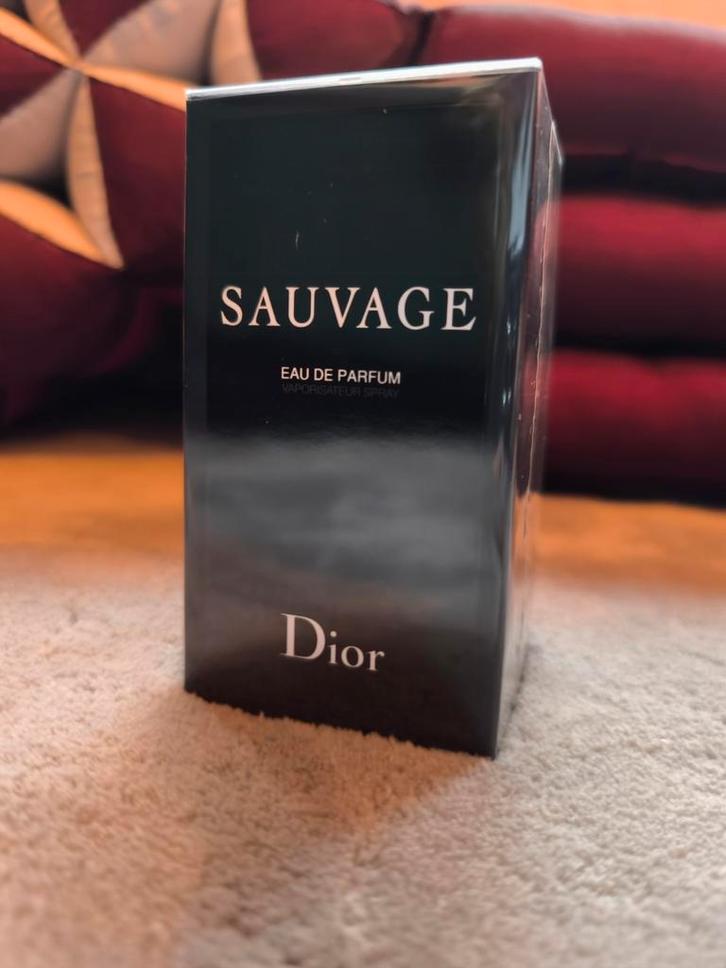 SAUVAGE
EAU DE PARFUM
VAPORISATEUR SPRAY
Dior